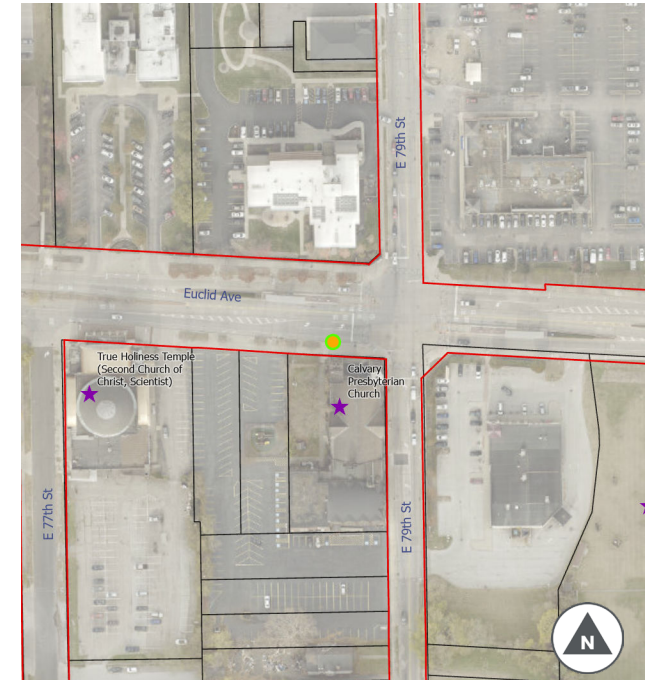 E 79th St
Euclid Ave
True Holiness Temple
(Second Church of
Christ, Scientist)
Calvary
Presbyterian
Church
E 77th St
E 79th St
N